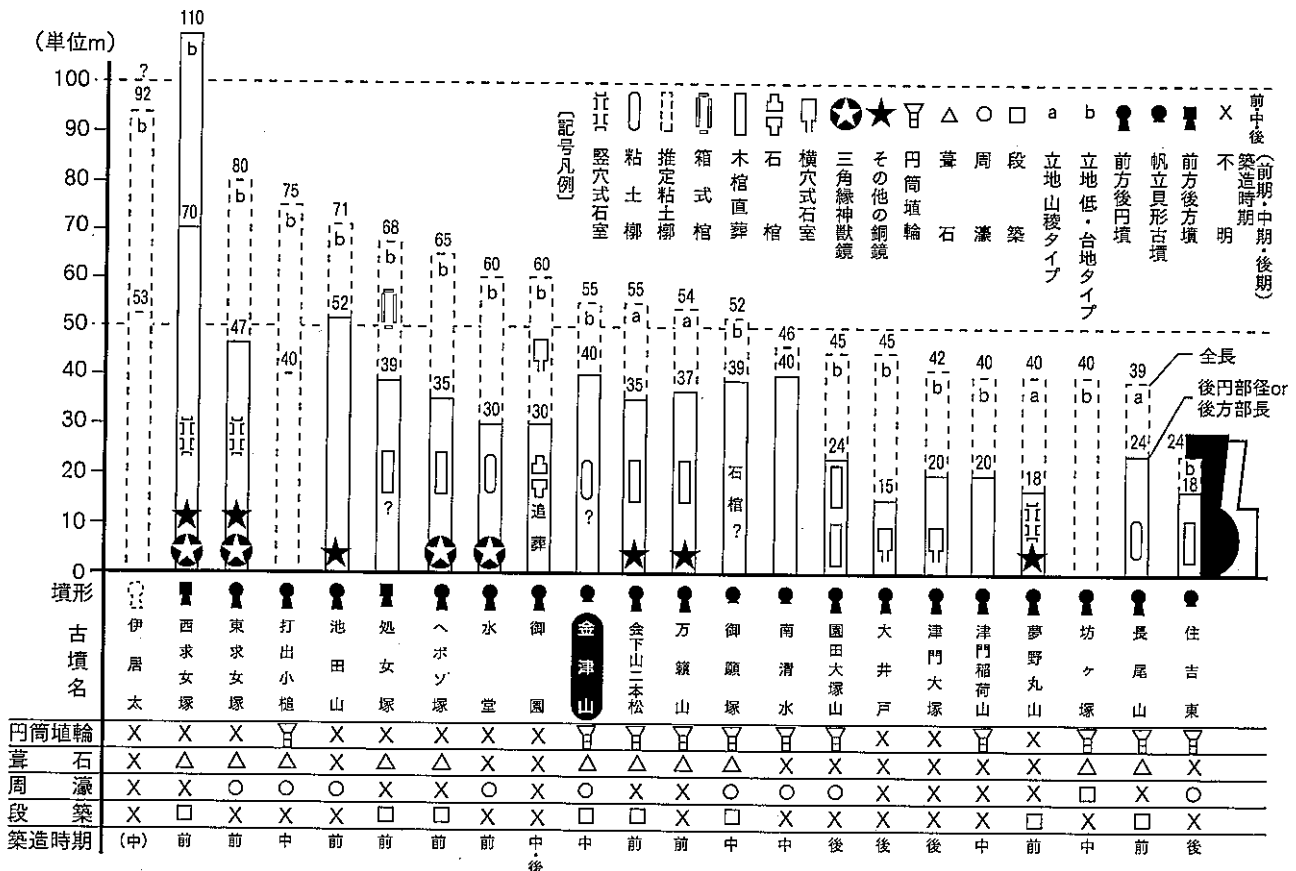 (単位m)
100
90
80
70
60
50
40
30
20
10
0
〔記号凡例〕
竪穴式石室
粘土槨
推定粘土槨
箱式棺
木棺直葬
石棺
横穴式石室
三角縁神獣鏡
その他の銅鏡
円筒埴輪
葺石
周濠
段築
a 立地山稜タイプ
b 立地低・台地タイプ
前方後円墳
帆立貝形古墳
前方後方墳
X 不明
前中後 築造時期(前期・中期・後期)
全長
後円部径or
後方部長
? 92 b 53
110 b 70
80 b 47
75 b 40
71 b 52
68 b 39 ?
65 b 35
60 b 30
60 b 30 追葬
55 b 40 ?
55 a 35
54 a 37
52 b 39 石棺?
46 40
45 b 24
45 b 15
42 b 20
40 b 20
40 a 18
40 b
39 a 24
24 b 18
墳形
古墳名 伊居太 西求女塚 東求女塚 打出小槌 池田山 処女塚 ヘボソ塚 水堂 御園 金津山 会下山二本松 万籟山 御願塚 南清水 園田大塚山 大井戸 津門大塚 津門稲荷山 夢野丸山 坊ヶ塚 長尾山 住吉東
円筒埴輪 X X X X X X X X X X X X
葺石 X △ △ △ X △ △ X X △ △ △ △ X X X X X X △ △ X
周濠 X X ○ ○ ○ X X ○ X ○ X X ○ ○ ○ X X X X □ X ○
段築 X □ X X X □ □ X X □ □ X □ X X X X X □ X □ X
築造時期 (中) 前 前 中 前 前 前 前 中・後 中 前 前 中 中 後 後 後 中 前 中 前 後